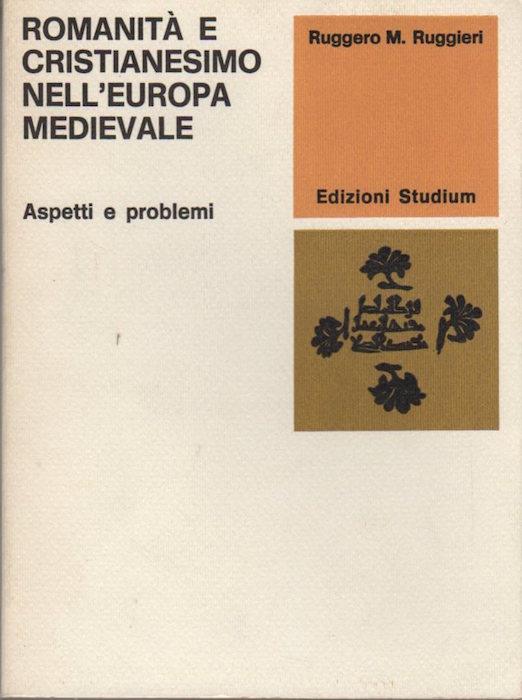 ROMANITÀ E
CRISTIANESIMO
NELL'EUROPA
MEDIEVALE
Aspetti e problemi
Ruggero M. Ruggieri
Edizioni Studium